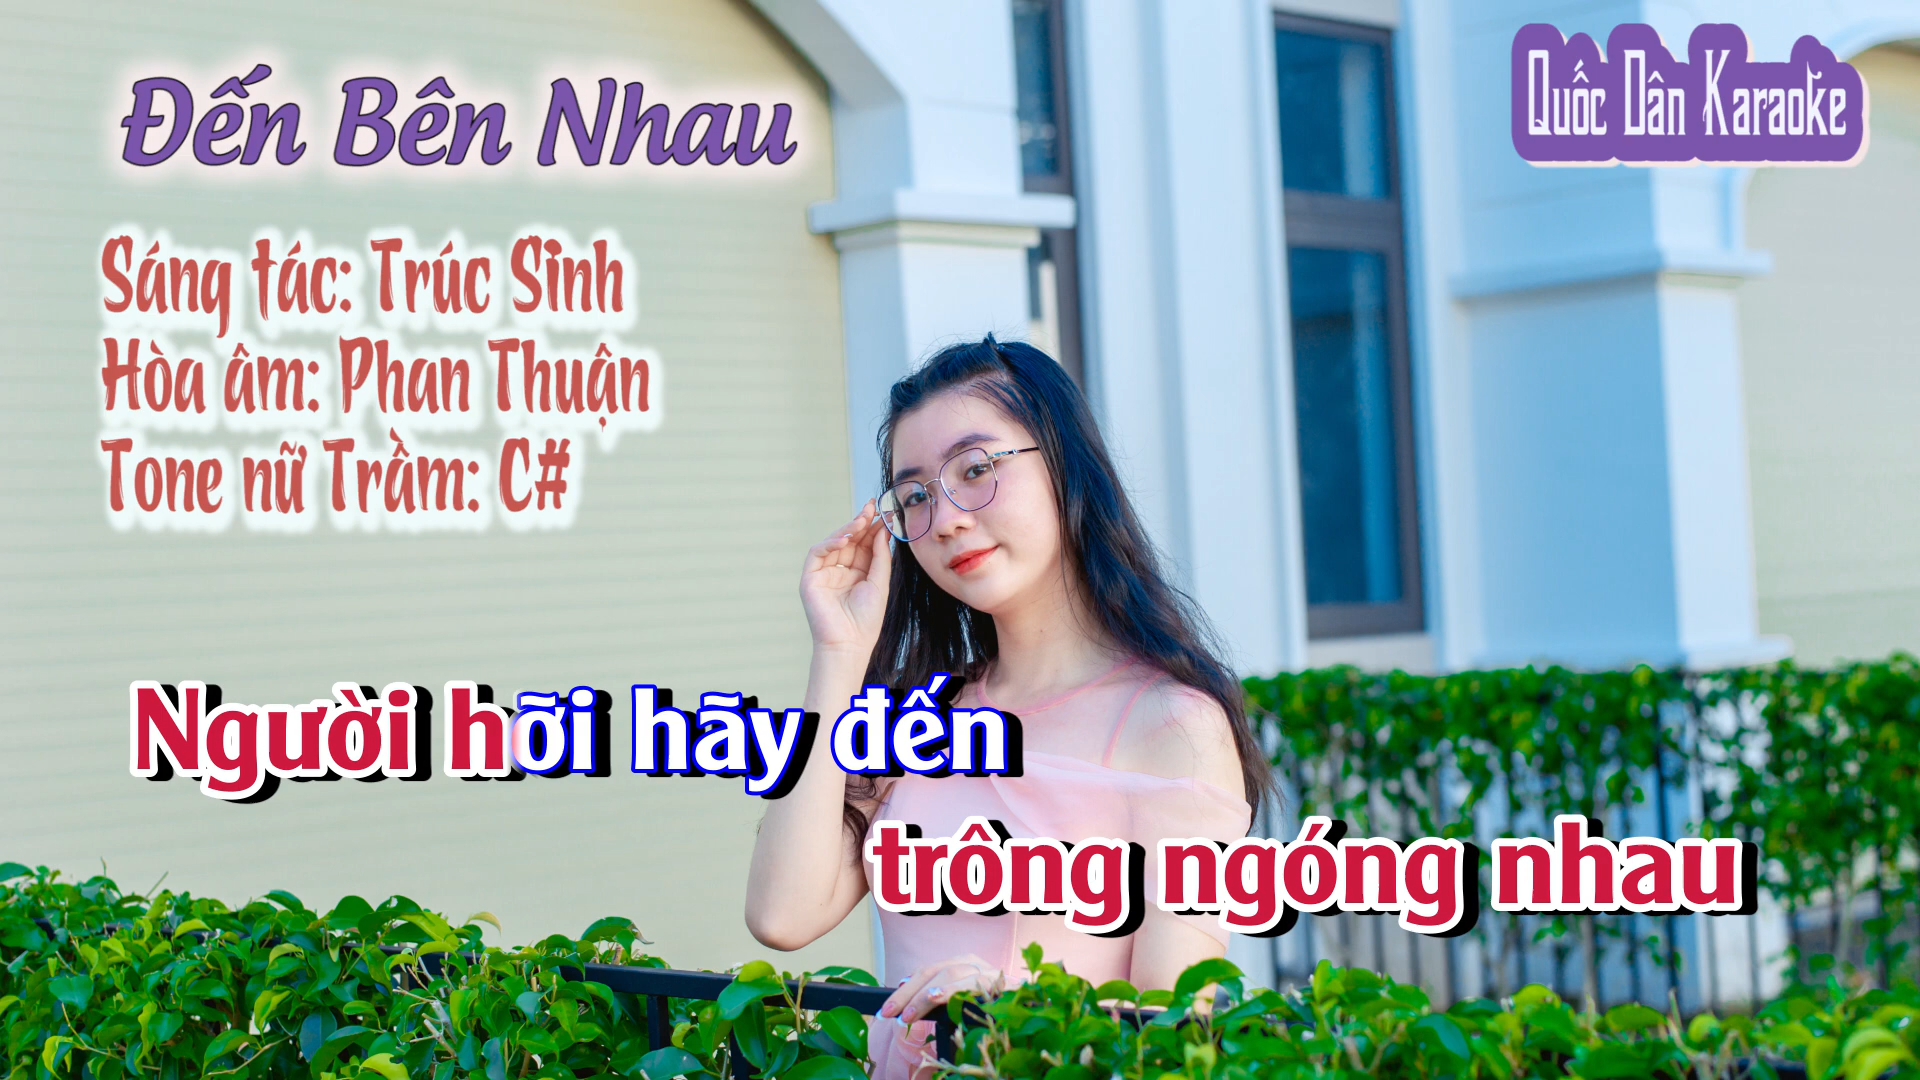 Đến Bên Nhau
Quốc Dân Karaoke
Sáng tác: Trúc Sinh
Hòa âm: Phan Thuận
Tone nữ Trầm: C#
Người hỡi hãy đến
trông ngóng nhau